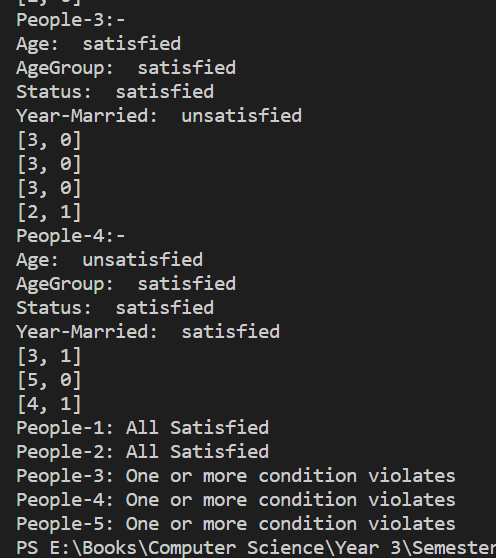 People-3:-
Age:  satisfied
AgeGroup:  satisfied
Status:  satisfied
Year-Married:  unsatisfied
[3, 0]
[3, 0]
[3, 0]
[2, 1]
People-4:-
Age:  unsatisfied
AgeGroup:  satisfied
Status:  satisfied
Year-Married:  satisfied
[3, 1]
[5, 0]
[4, 1]
People-1: All Satisfied
People-2: All Satisfied
People-3: One or more condition violates
People-4: One or more condition violates
People-5: One or more condition violates
PS E:\Books\Computer Science\Year 3\Semester